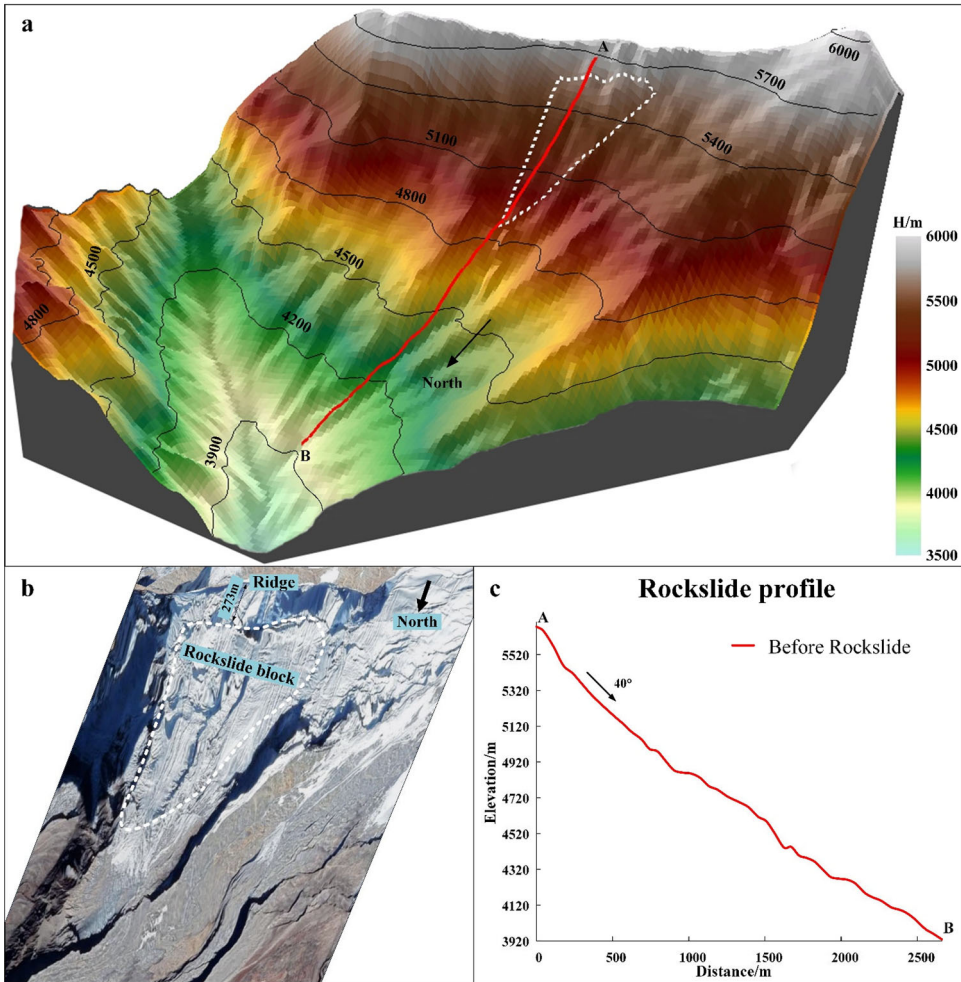 a
A
6000
5700
5400
5100
4800
4500
4500
4800
4200
3900
North
B
H/m
6000
5500
5000
4500
4000
3500
b
Ridge
273m
North
Rockslide block
c
Rockslide profile
A
Before Rockslide
40°
5520
5320
5120
4920
4720
4520
4320
4120
3920
Elevation/m
B
0
500
1000
1500
2000
2500
Distance/m